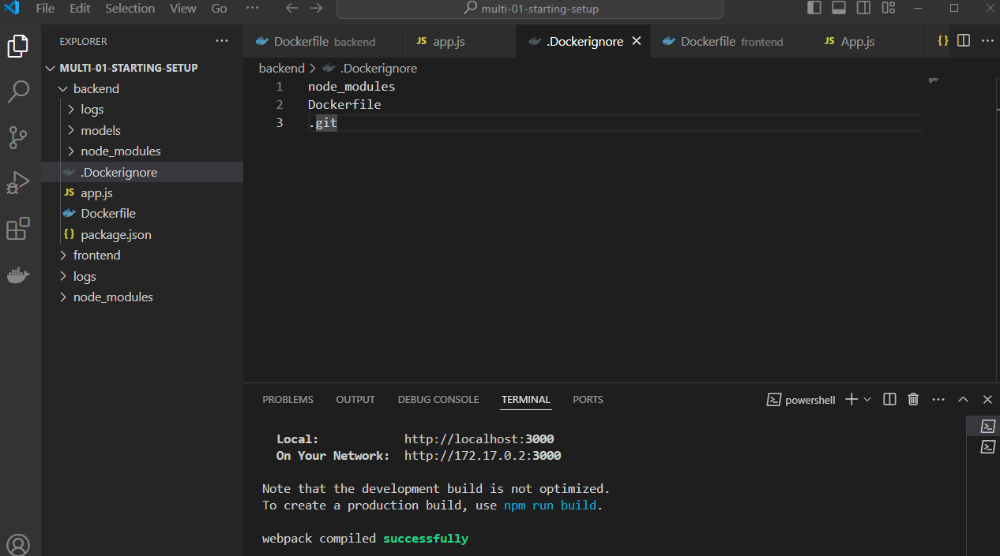 File Edit Selection View Go ··· multi-01-starting-setup
EXPLORER ···
MULTI-01-STARTING-SETUP
backend
logs
models
node_modules
.Dockerignore
JS app.js
Dockerfile
{} package.json
frontend
logs
node_modules
Dockerfile backend JS app.js .Dockerignore Dockerfile frontend JS App.js {} ···
backend > .Dockerignore
1 node_modules
2 Dockerfile
3 .git
PROBLEMS OUTPUT DEBUG CONSOLE TERMINAL PORTS powershell ···
Local: http://localhost:3000
On Your Network: http://172.17.0.2:3000
Note that the development build is not optimized.
To create a production build, use npm run build.
webpack compiled successfully